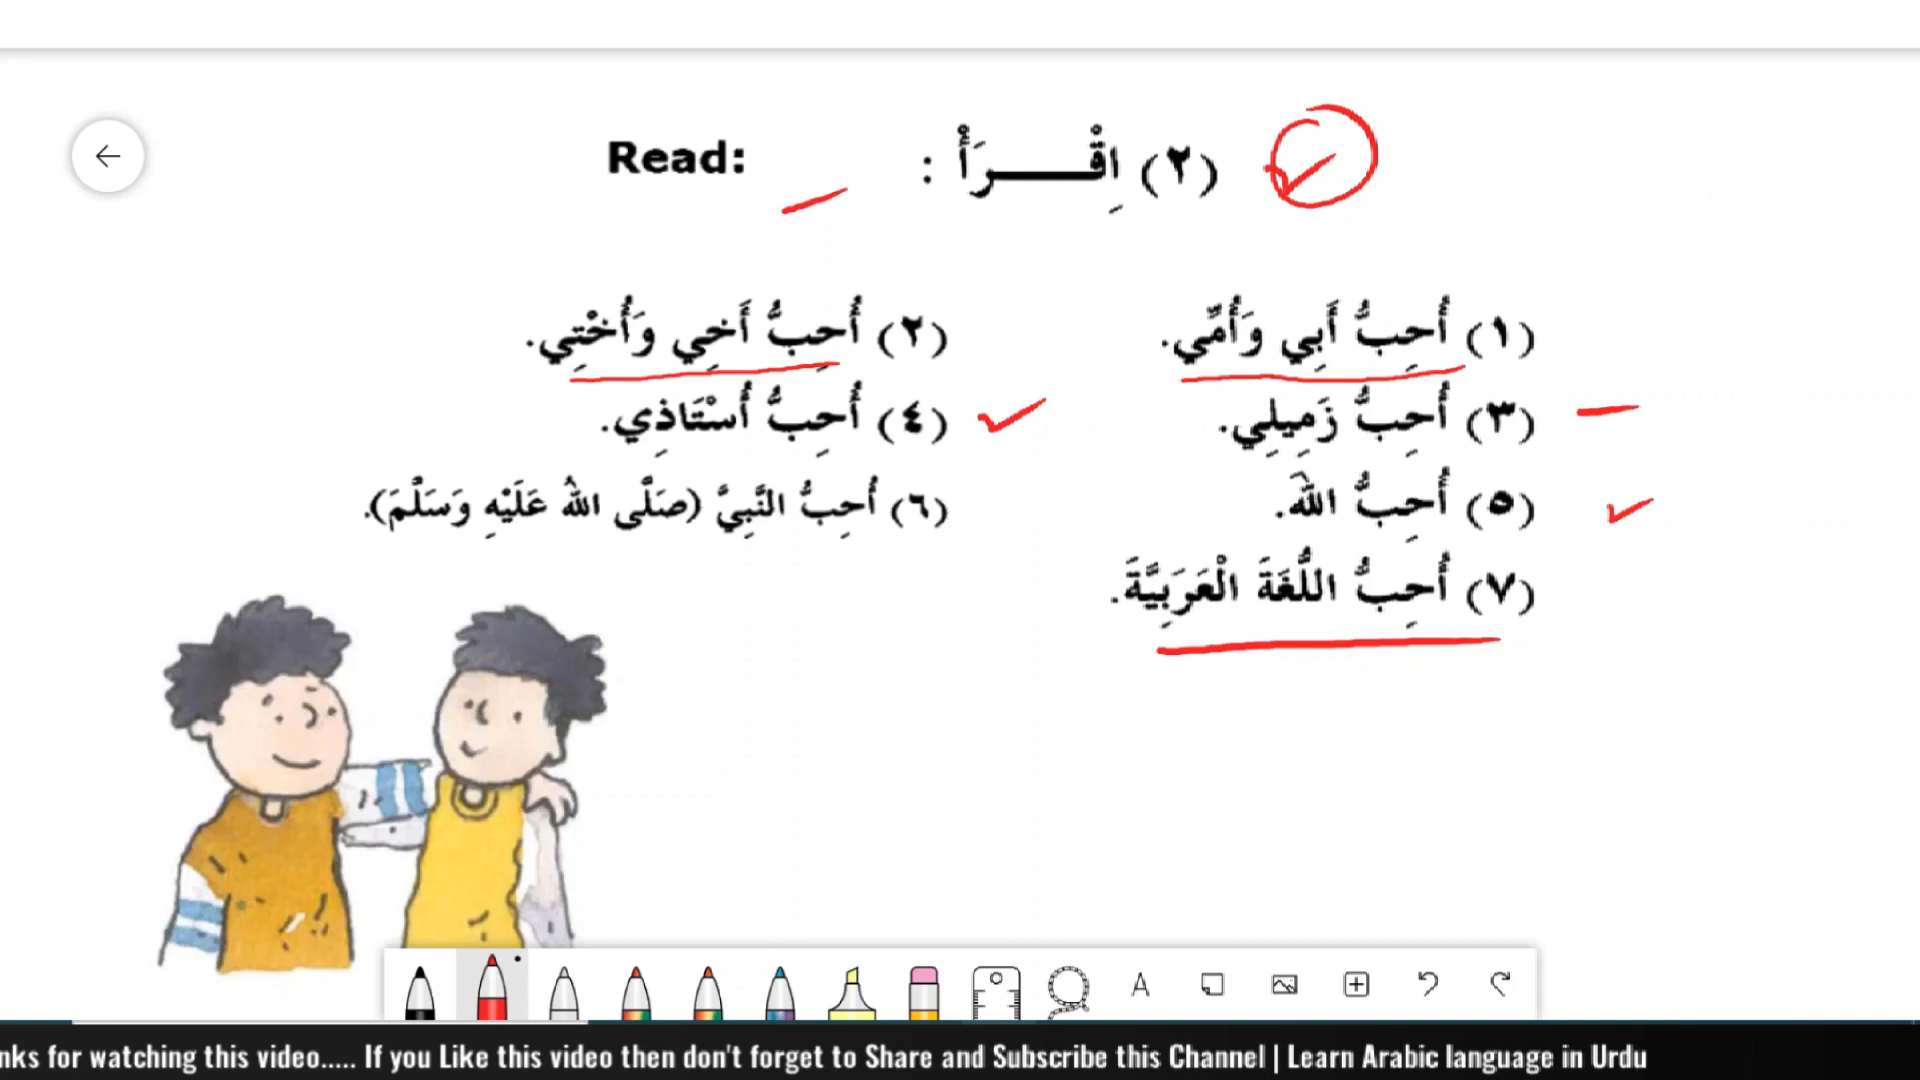 (٢) اِقْـــرَأْ : Read:
(١) أُحِبُّ أَبِي وَأُمِّي. (٢) أُحِبُّ أَخِي وَأُخْتِي.
(٣) أُحِبُّ زَمِيلِي. (٤) أُحِبُّ أُسْتَاذِي.
(٥) أُحِبُّ اللهَ. (٦) أُحِبُّ النَّبِيَّ (صَلَّى اللهُ عَلَيْهِ وَسَلَّمَ).
(٧) أُحِبُّ اللُّغَةَ الْعَرَبِيَّةَ.
for watching this video..... If you Like this video then don't forget to Share and Subscribe this Channel | Learn Arabic language in Urdu